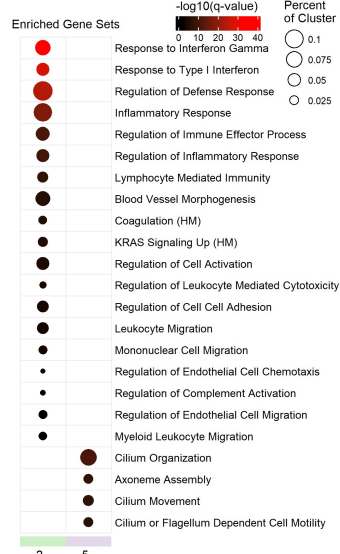 -log10(q-value)
0 10 20 30 40
Percent
of Cluster
0.1
0.075
0.05
0.025
Enriched Gene Sets
Response to Interferon Gamma
Response to Type I Interferon
Regulation of Defense Response
Inflammatory Response
Regulation of Immune Effector Process
Regulation of Inflammatory Response
Lymphocyte Mediated Immunity
Blood Vessel Morphogenesis
Coagulation (HM)
KRAS Signaling Up (HM)
Regulation of Cell Activation
Regulation of Leukocyte Mediated Cytotoxicity
Regulation of Cell Cell Adhesion
Leukocyte Migration
Mononuclear Cell Migration
Regulation of Endothelial Cell Chemotaxis
Regulation of Complement Activation
Regulation of Endothelial Cell Migration
Myeloid Leukocyte Migration
Cilium Organization
Axoneme Assembly
Cilium Movement
Cilium or Flagellum Dependent Cell Motility